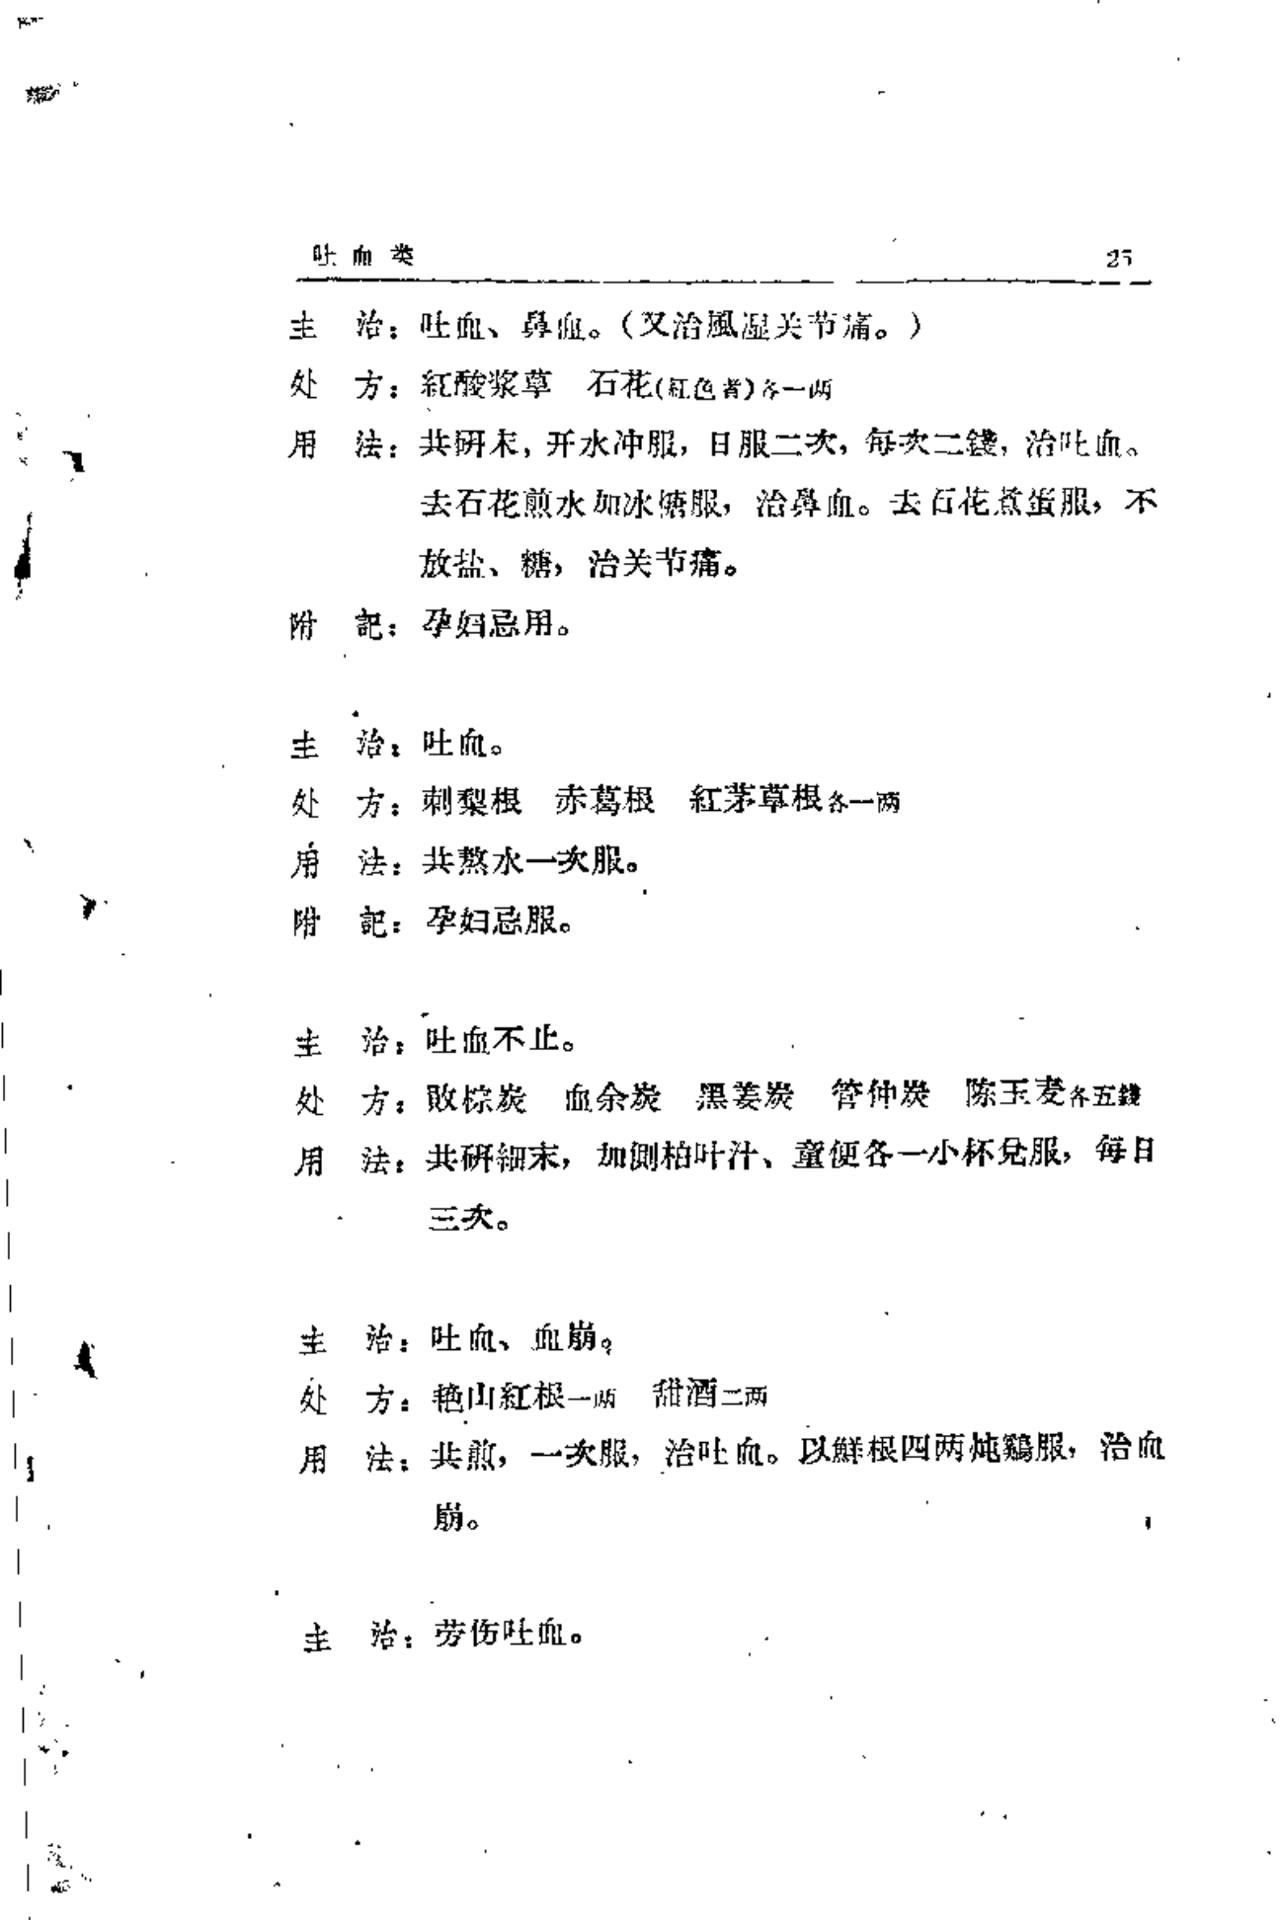 吐血类 25
主　治：吐血、鼻血。（又治風湿关节痛。）
处　方：紅酸浆草　石花(紅色者)各一两
用　法：共研末，开水冲服，日服二次，每次二錢，治吐血。
去石花煎水加冰糖服，治鼻血。去石花煮蛋服，不
放盐、糖，治关节痛。
附　記：孕妇忌用。
主　治：吐血。
处　方：刺梨根　赤葛根　紅茅草根各一两
用　法：共熬水一次服。
附　記：孕妇忌服。
主　治：吐血不止。
处　方：敗棕炭　血余炭　黑姜炭　管仲炭　陈玉麦各五錢
用　法：共研細末，加側柏叶汁、童便各一小杯兌服，每日
三次。
主　治：吐血、血崩。
处　方：艳山紅根一两　甜酒二两
用　法：共煎，一次服，治吐血。以鮮根四两炖鷄服，治血
崩。
主　治：劳伤吐血。